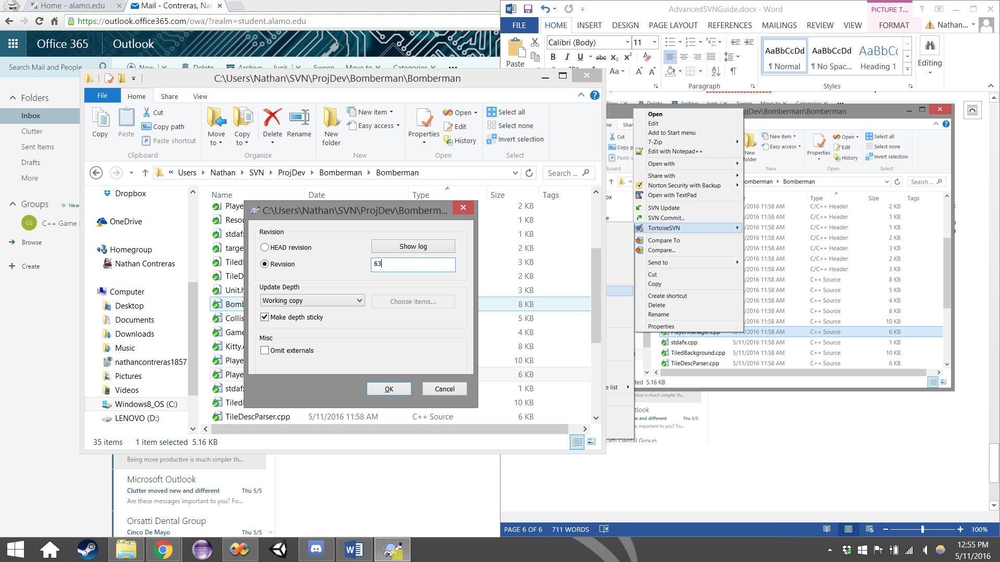 Home - alamo.edu
Mail - Contreras, Nat
https://outlook.office365.com/owa/?realm=student.alamo.edu
Office 365
Outlook
Search Mail and People
New
Delete
Archive
Junk
Sweep
Move to
Categories
Folders
Inbox
Clutter
Sent Items
Drafts
More
Groups
New
CG
C++ Game
Browse
Create
C:\Users\Nathan\SVN\ProjDev\Bomberman\Bomberman
File
Home
Share
View
Copy
Paste
Cut
Copy path
Paste shortcut
Clipboard
Move to
Copy to
Delete
Rename
Organize
New folder
New item
Easy access
New
Properties
Open
Edit
History
Open
Select all
Select none
Invert selection
Select
Users
Nathan
SVN
ProjDev
Bomberman
Bomberman
Search ...
Dropbox
OneDrive
Homegroup
Nathan Contreras
Computer
Desktop
Documents
Downloads
Music
nathancontreras1857
Pictures
Videos
Windows8_OS (C:)
LENOVO (D:)
Name Date Type Size Tags
Playe 2 KB
Resou 1 KB
stdafx 1 KB
targe 2 KB
Tiled 3 KB
TileD 2 KB
Unit.h 3 KB
Bomb 8 KB
Collis 5 KB
Game 4 KB
Kitty. 8 KB
Playe 10 KB
Playe 6 KB
stdafx 1 KB
Tiled 10 KB
TileDescParser.cpp 5/11/2016 11:58 AM C++ Source 6 KB
35 items 1 item selected 5.16 KB
C:\Users\Nathan\SVN\ProjDev\Bomberm...
Revision
HEAD revision
Show log
Revision
63
Update Depth
Working copy
Choose items...
Make depth sticky
Misc
Omit externals
OK
Cancel
Being more productive is much simpler th...
Microsoft Outlook
Clutter moved new and different Thu 5/5
Are these messages important to you? Fo...
Orsatti Dental Group
Cinco De Mayo Thu 5/5
AdvancedSVNGuide.docx - Word
PICTURE T...
FILE
HOME
INSERT
DESIGN
PAGE LAYOUT
REFERENCES
MAILINGS
REVIEW
VIEW
FORMAT
Nathan...
Paste
Calibri (Body)
11
B I U abc X2 X2
Aa A A
Paragraph
AaBbCcDd AaBbCcDd AaBbCc
¶ Normal ¶ No Spac... Heading 1
Styles
Editing
ojDev\Bomberman\Bomberman
Shar
Open
Edit
Add to Start menu
7-Zip
Edit with Notepad++
Open with
Share with
Norton Security with Backup
Open with TextPad
SVN Update
SVN Commit...
TortoiseSVN
Compare To
Compare...
Send to
Cut
Copy
Create shortcut
Delete
Rename
Properties
Cut
Copy p
Paste s
board
New item
Easy access
New
Properties
Open
Edit
History
Open
Select all
Select none
Invert selection
Select
omberman
Bomberman
Search ...
Type Size Tags
/2016 11:58 AM C/C++ Header 2 KB
/2016 11:58 AM C/C++ Header 1 KB
/2016 11:58 AM C/C++ Header 1 KB
/2016 11:58 AM C/C++ Header 2 KB
/2016 11:58 AM C/C++ Header 3 KB
/2016 11:58 AM C/C++ Header 2 KB
/2016 11:58 AM C/C++ Header 3 KB
/2016 11:58 AM C++ Source 8 KB
/2016 11:58 AM C++ Source 5 KB
/2016 11:58 AM C++ Source 4 KB
/2016 11:58 AM C++ Source 8 KB
/2016 11:58 AM C++ Source 10 KB
PlayerManager.cpp 5/11/2016 11:58 AM C++ Source 6 KB
stdafx.cpp 5/11/2016 11:58 AM C++ Source 1 KB
TiledBackground.cpp 5/11/2016 11:58 AM C++ Source 10 KB
TileDescParser.cpp 5/11/2016 11:58 AM C++ Source 6 KB
ted 5.16 KB
e list
tive is much simpler th...
tlook
w and different Thu 5/5
es important to you? Fo...
rsatti Dental Group
PAGE 6 OF 6
711 WORDS
100%
12:55 PM
5/11/2016